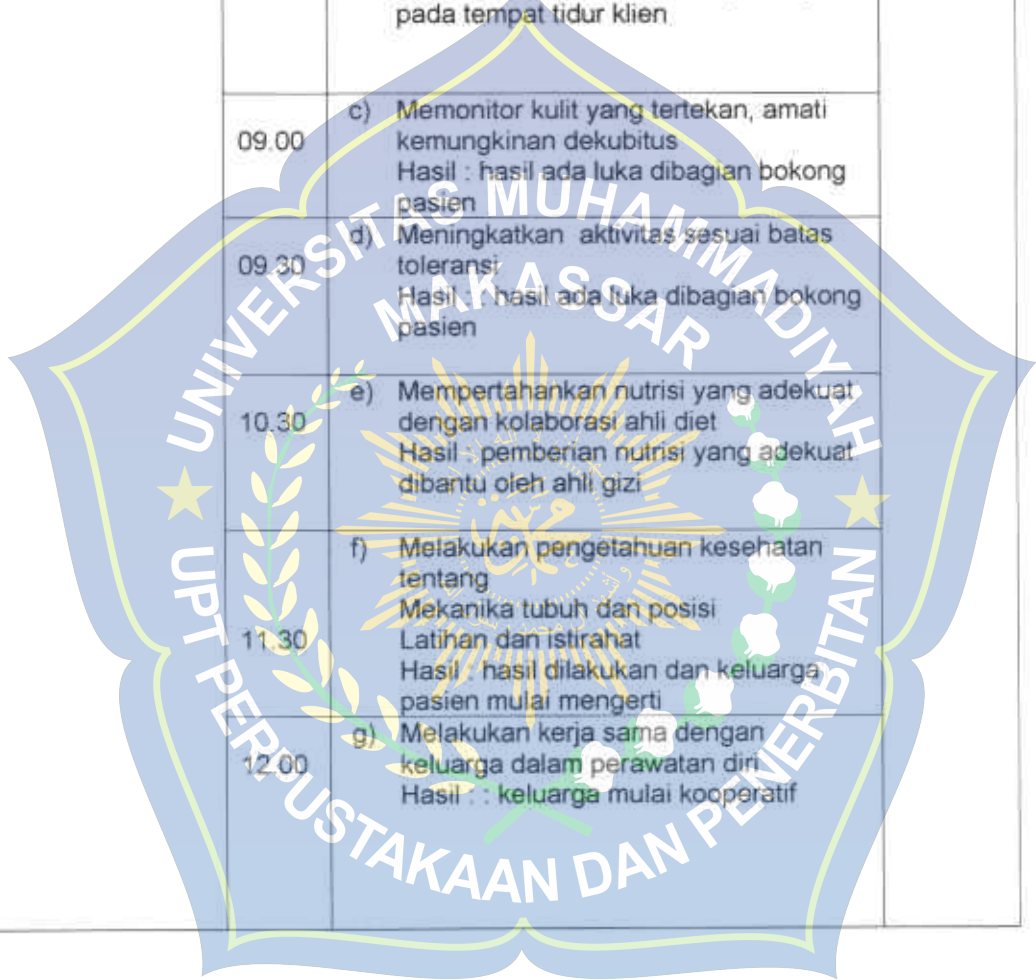 pada tempat tidur klien
09.00
c) Memonitor kulit yang tertekan, amati
kemungkinan dekubitus
Hasil : hasil ada luka dibagian bokong
pasien
09.30
d) Meningkatkan aktivitas sesuai batas
toleransi
Hasil : : hasil ada luka dibagian bokong
pasien
10.30
e) Mempertahankan nutrisi yang adekuat
dengan kolaborasi ahli diet
Hasil : pemberian nutrisi yang adekuat
dibantu oleh ahli gizi
11.30
f) Melakukan pengetahuan kesehatan
tentang
Mekanika tubuh dan posisi
Latihan dan istirahat
Hasil : hasil dilakukan dan keluarga
pasien mulai mengerti
12.00
g) Melakukan kerja sama dengan
keluarga dalam perawatan diri
Hasil : : keluarga mulai kooperatif
UNIVERSITAS MUHAMMADIYAH
MAKASSAR
UPT PERPUSTAKAAN DAN PENERBITAN